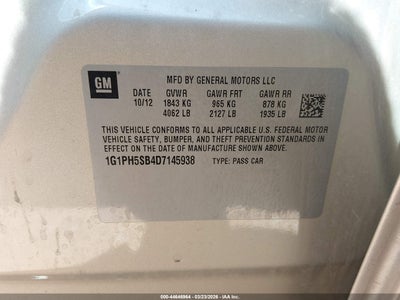 GM
MFD BY GENERAL MOTORS LLC
10/12 GVWR GAWR FRT GAWR RR
1843 KG 965 KG 878 KG
4062 LB 2127 LB 1935 LB
THIS VEHICLE CONFORMS TO ALL APPLICABLE U.S. FEDERAL MOTOR
VEHICLE SAFETY, BUMPER, AND THEFT PREVENTION STANDARDS IN
EFFECT ON THE DATE OF MANUFACTURE SHOWN ABOVE.
1G1PH5SB4D7145938 TYPE: PASS CAR
000-44646964 - 03/23/2026 - IAA Inc.